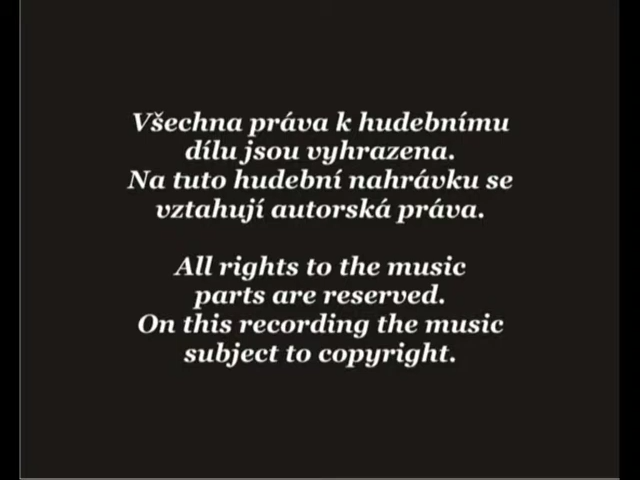 Všechna práva k hudebnímu
dílu jsou vyhrazena.
Na tuto hudební nahrávku se
vztahují autorská práva.
All rights to the music
parts are reserved.
On this recording the music
subject to copyright.